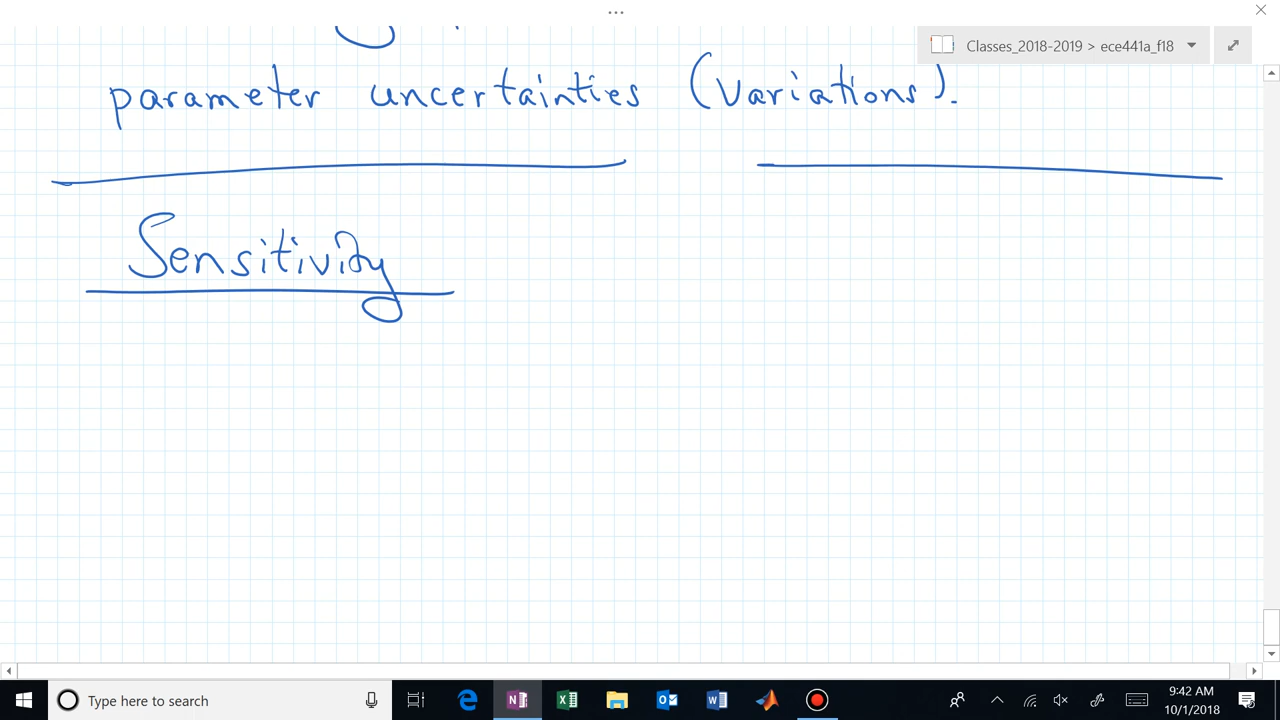 Classes_2018-2019 > ece441a_f18
parameter uncertainties (variations).
Sensitivity
Type here to search
9:42 AM
10/1/2018